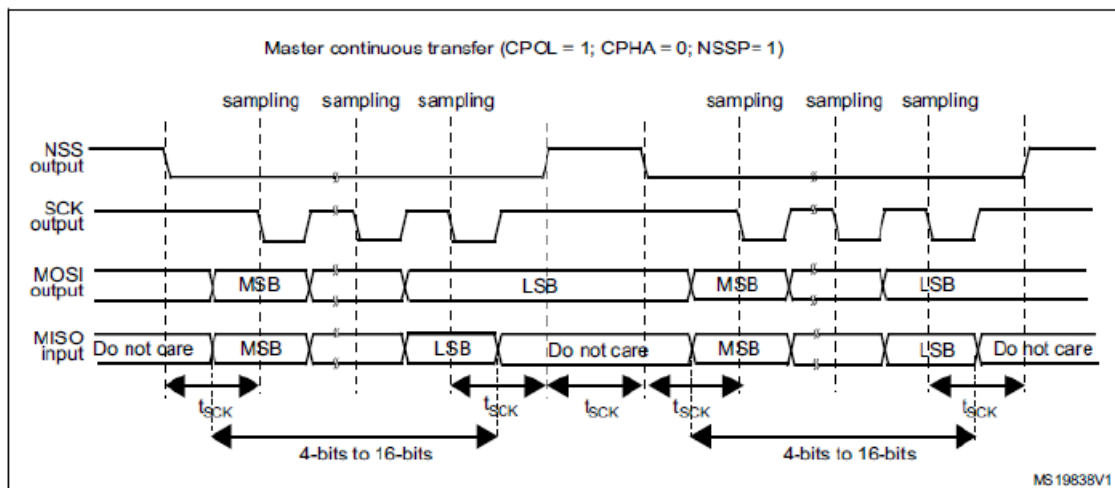 Master continuous transfer (CPOL = 1; CPHA = 0; NSSP= 1)
sampling sampling sampling sampling sampling sampling
NSS output
SCK output
MOSI output MSB LSB MSB LSB
MISO input Do not care MSB LSB Do not care MSB LSB Do not care
tSCK tSCK tSCK tSCK tSCK
4-bits to 16-bits 4-bits to 16-bits
MS19838V1